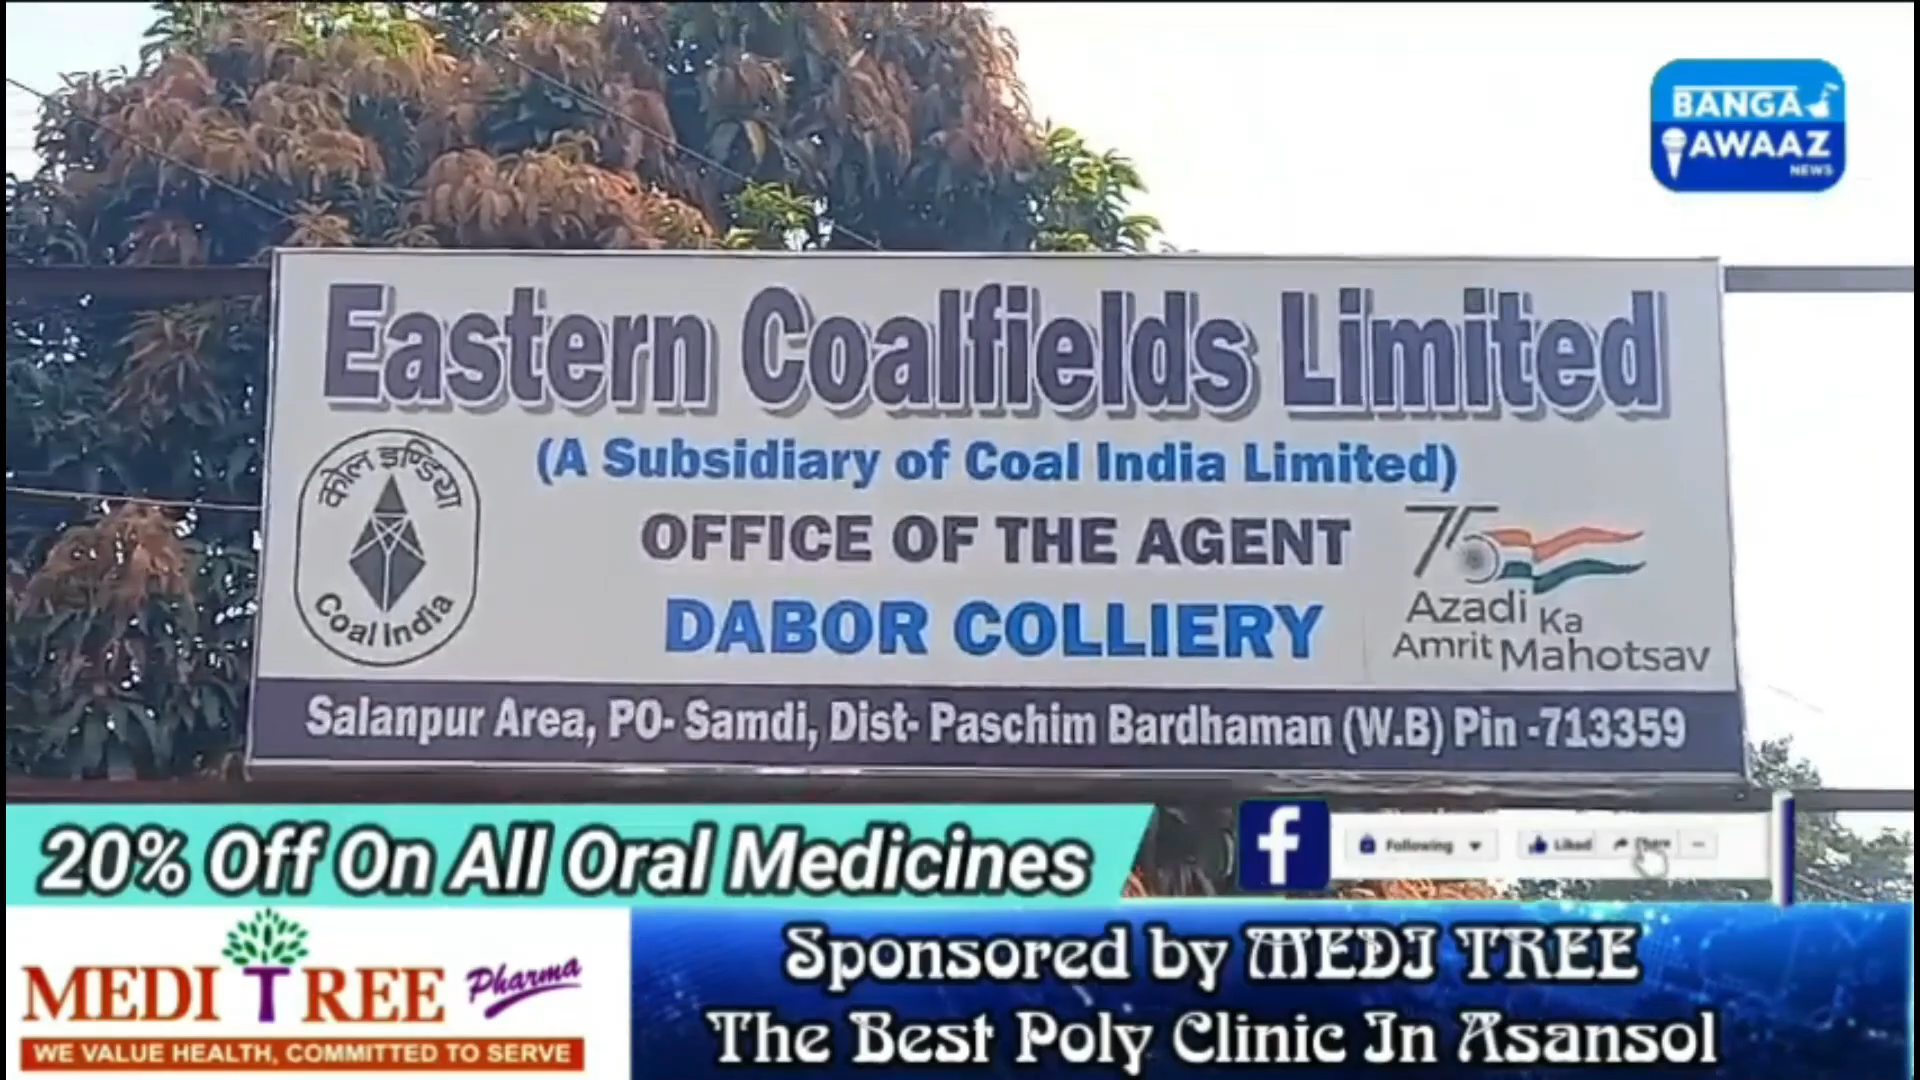 BANGA
AWAAZ
NEWS
Eastern Coalfields Limited
(A Subsidiary of Coal India Limited)
कोल इण्डिया
Coal India
OFFICE OF THE AGENT
DABOR COLLIERY
75
Azadi Ka
Amrit Mahotsav
Salanpur Area, PO- Samdi, Dist- Paschim Bardhaman (W.B) Pin -713359
20% Off On All Oral Medicines
f
Following
Liked
Share
MEDI TREE Pharma
WE VALUE HEALTH, COMMITTED TO SERVE
Sponsored by MEDI TREE
The Best Poly Clinic In Asansol